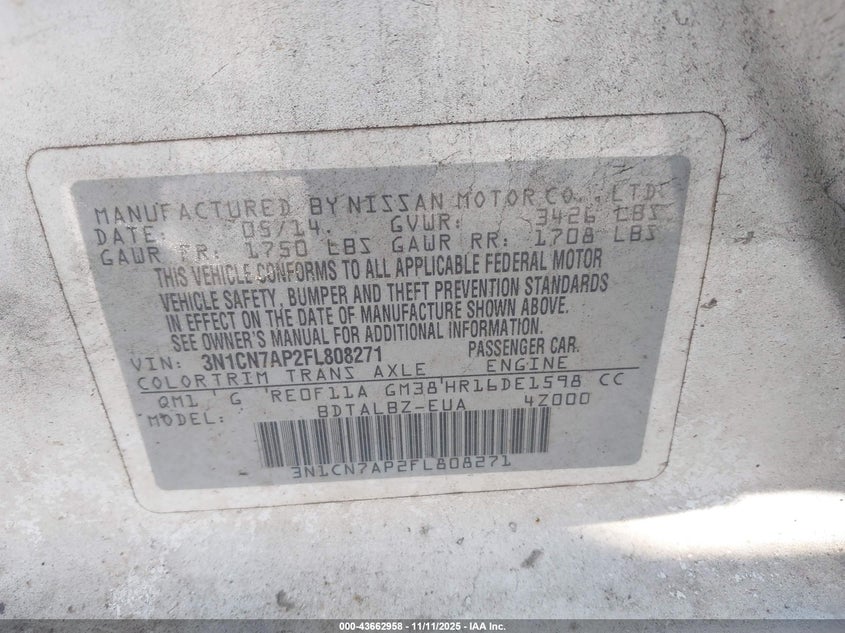 MANUFACTURED BY NISSAN MOTOR CO., LTD.
DATE: 05/14. GVWR: 3426 LBS
GAWR FR: 1750 LBS GAWR RR: 1708 LBS
THIS VEHICLE CONFORMS TO ALL APPLICABLE FEDERAL MOTOR
VEHICLE SAFETY, BUMPER AND THEFT PREVENTION STANDARDS
IN EFFECT ON THE DATE OF MANUFACTURE SHOWN ABOVE.
SEE OWNER'S MANUAL FOR ADDITIONAL INFORMATION.
VIN: 3N1CN7AP2FL808271 PASSENGER CAR.
COLORTRIM TRANS AXLE ENGINE
QM1 G RE0F11A GM38 HR16DE1598 CC
MODEL: BDTALBZ-EUA 4Z000
3N1CN7AP2FL808271
000-43662958 - 11/11/2025 - IAA Inc.